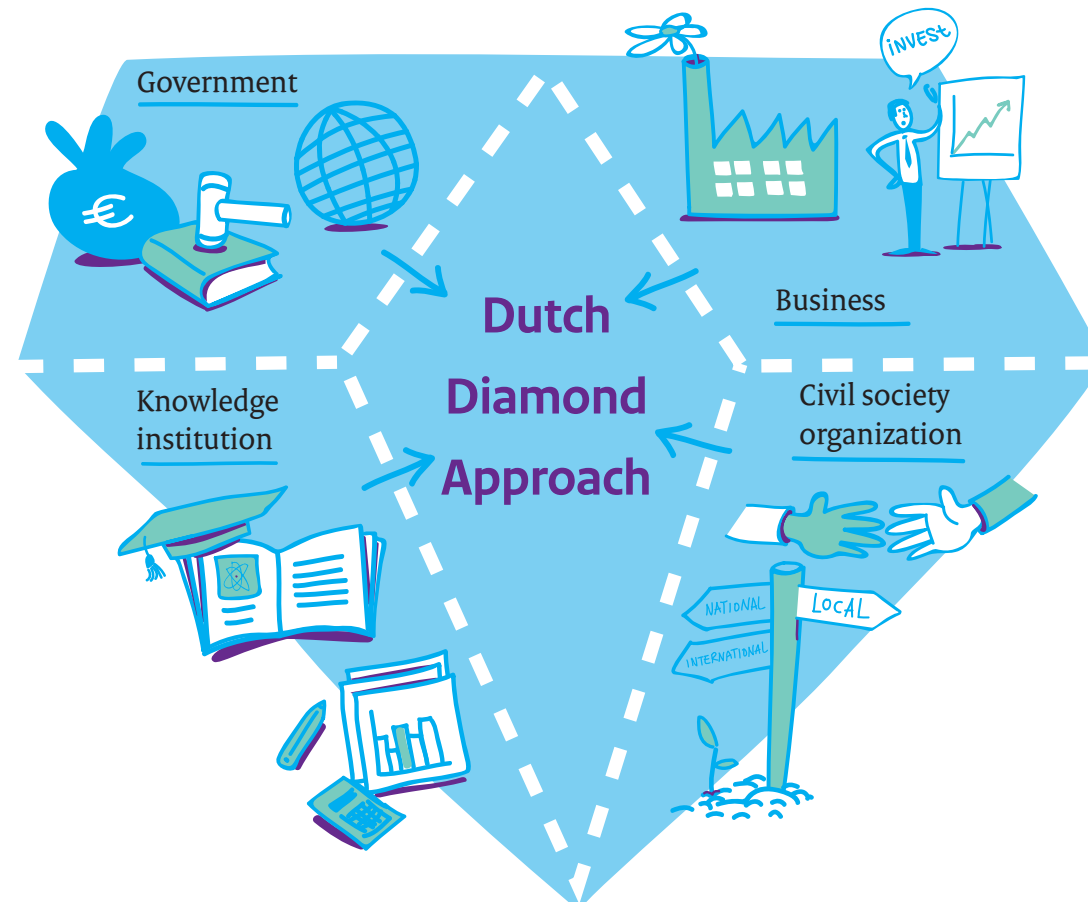 Government
€
INVEST
Business
Dutch
Diamond
Approach
Knowledge
institution
Civil society
organization
NATIONAL
LOCAL
INTERNATIONAL